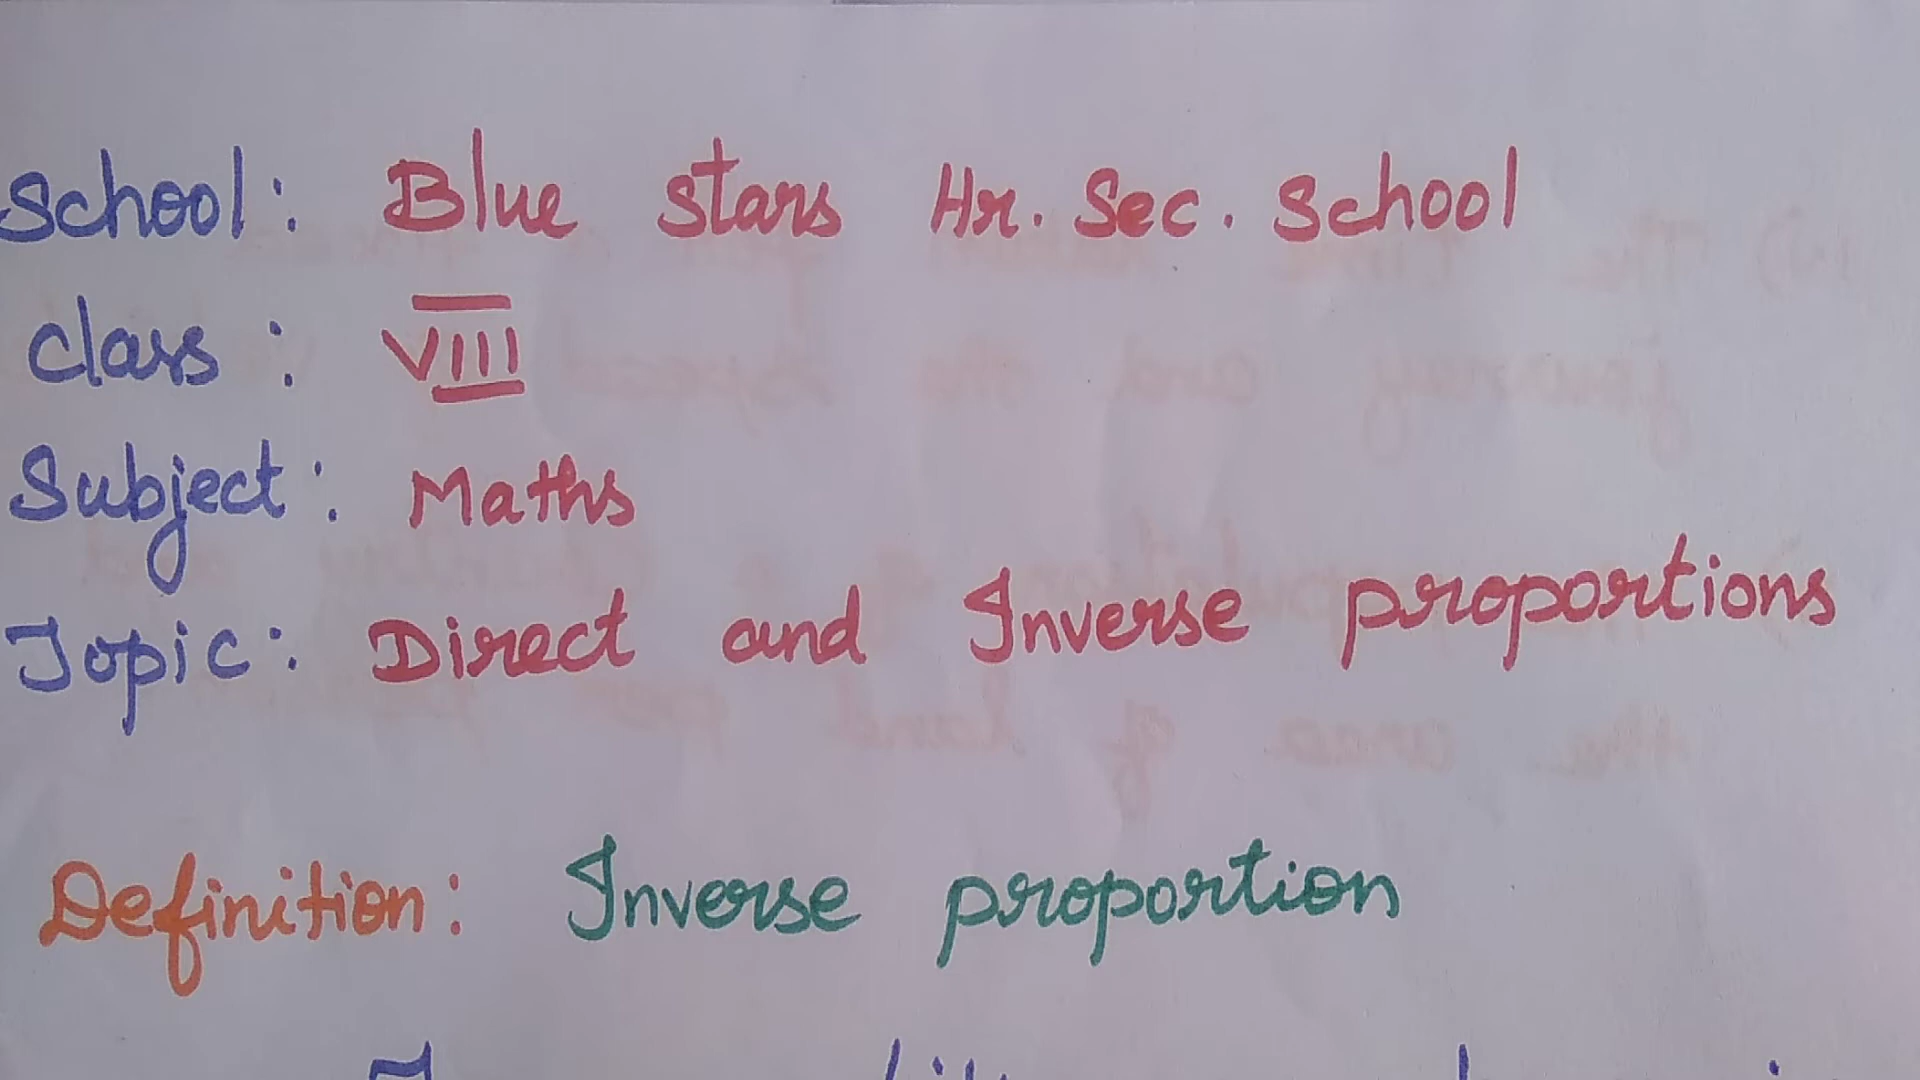 School: Blue stars Hr. Sec. School
class: VIII
Subject: Maths
Topic: Direct and Inverse proportions
Definition: Inverse proportion